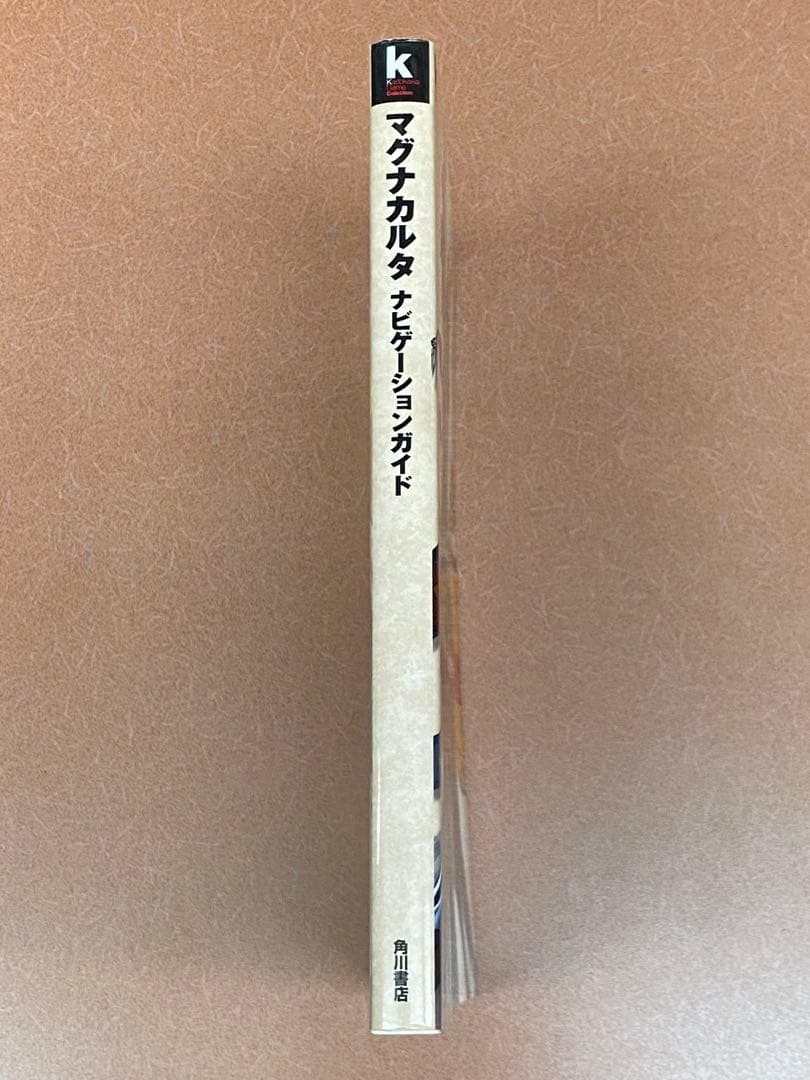 k
Kadokawa
Game
Collection
マグナカルタ ナビゲーションガイド
角川書店